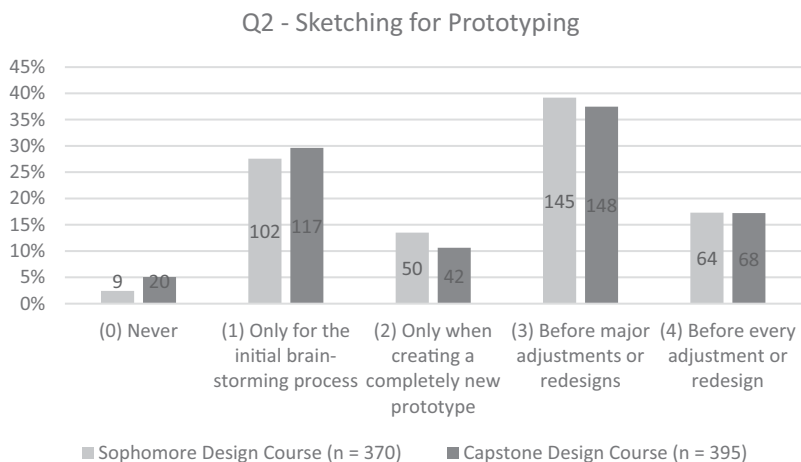 Q2 - Sketching for Prototyping
45%
40%
35%
30%
25%
20%
15%
10%
5%
0%
9
20
102
117
50
42
145
148
64
68
(0) Never
(1) Only for the
initial brain-
storming process
(2) Only when
creating a
completely new
prototype
(3) Before major
adjustments or
redesigns
(4) Before every
adjustment or
redesign
Sophomore Design Course (n = 370)
Capstone Design Course (n = 395)